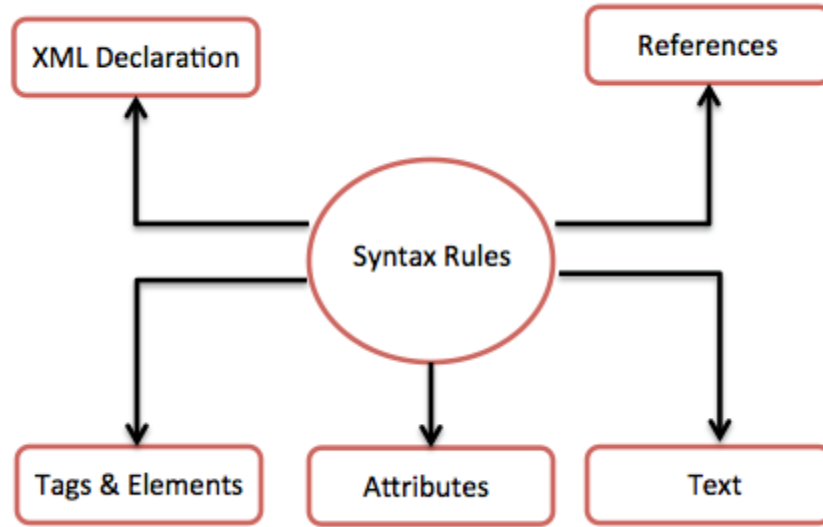 XML Declaration
References
Syntax Rules
Tags & Elements
Attributes
Text